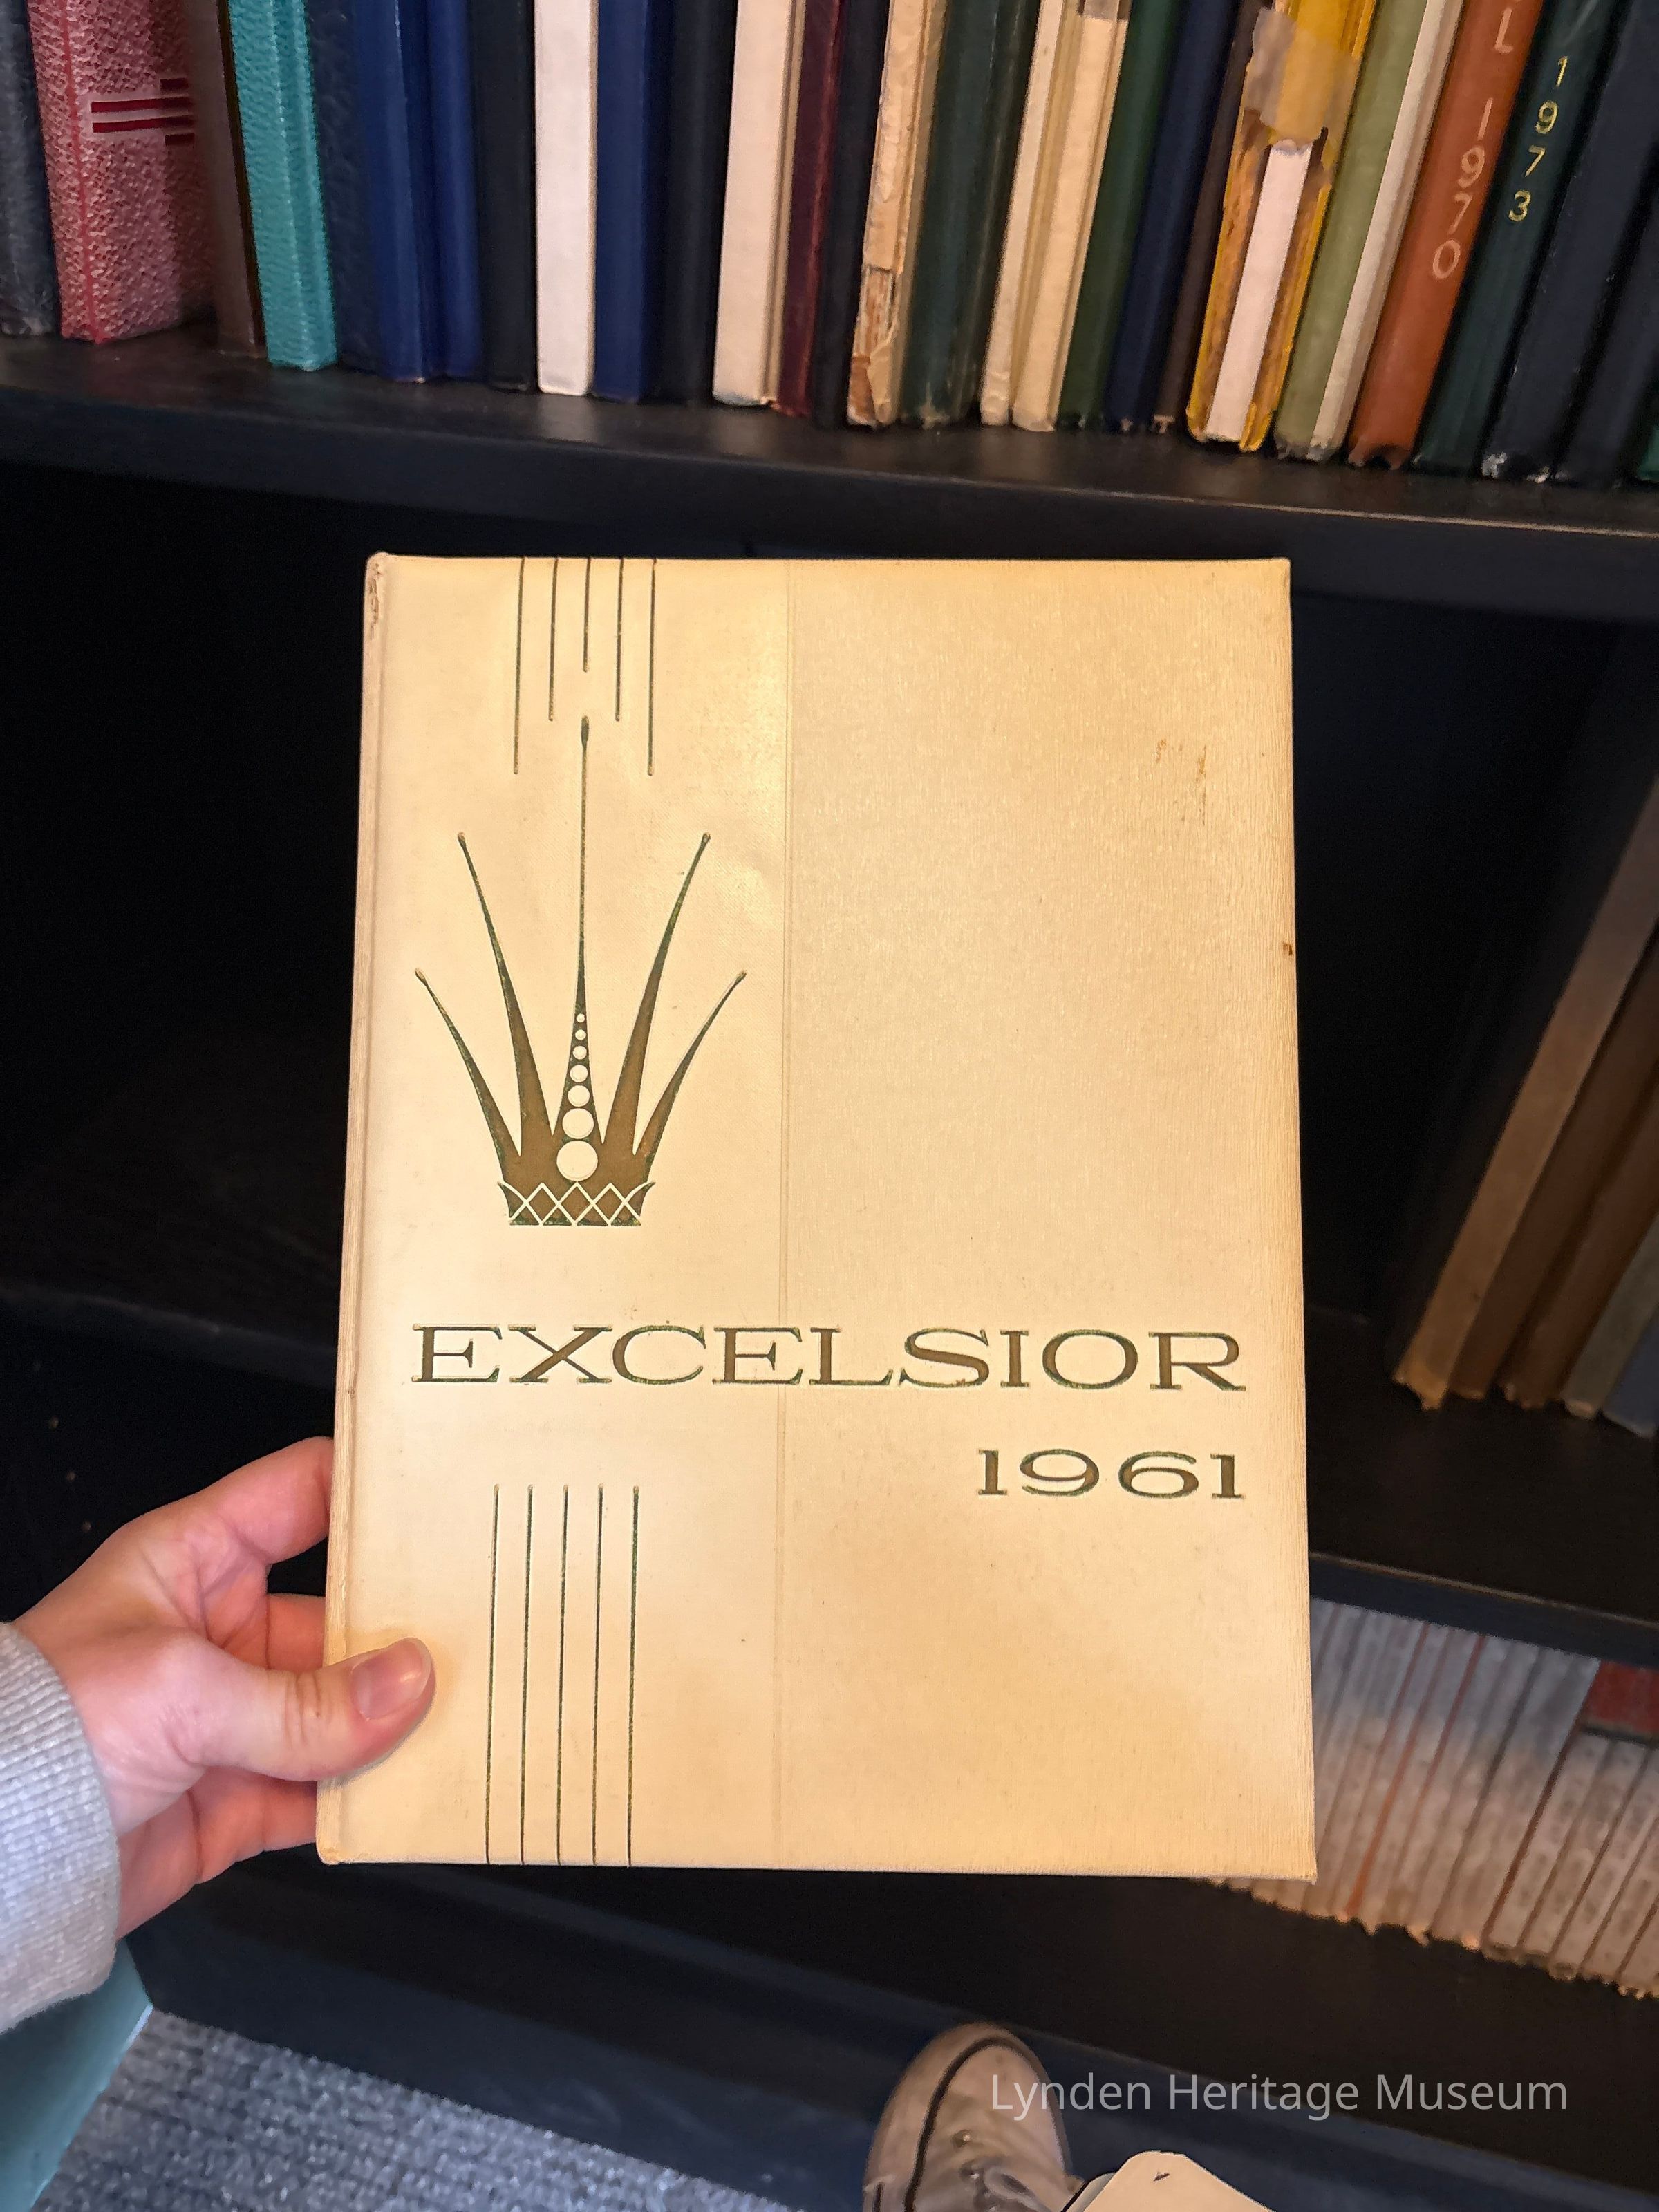 L 1970
1973
EXCELSIOR
1961
Lynden Heritage Museum